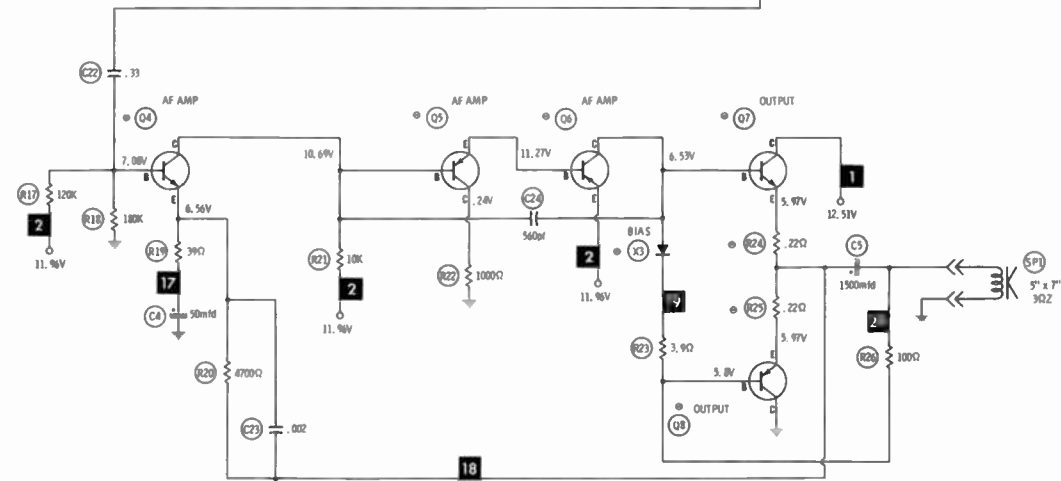 C22 .33
AF AMP
Q4
AF AMP
Q5
AF AMP
Q6
OUTPUT
Q7
C
7.08V
B
E
10.69V
B
E
C
11.27V
B
C
E
6.53V
B
C
E
1
12.51V
R17 120K
2
11.96V
R18 180K
6.56V
R19 39Ω
17
C4 50mfd
R21 10K
2
11.96V
.24V
R22 1000Ω
C24
560pf
2
11.96V
BIAS
X3
5.97V
R24 .22Ω
C5
1500mfd
SP1
5" x 7"
3ΩZ
R25 .22Ω
2
R26 100Ω
R23 3.9Ω
5.97V
E
5.8V
B
C
OUTPUT
Q8
R20 4700Ω
C23 .002
18